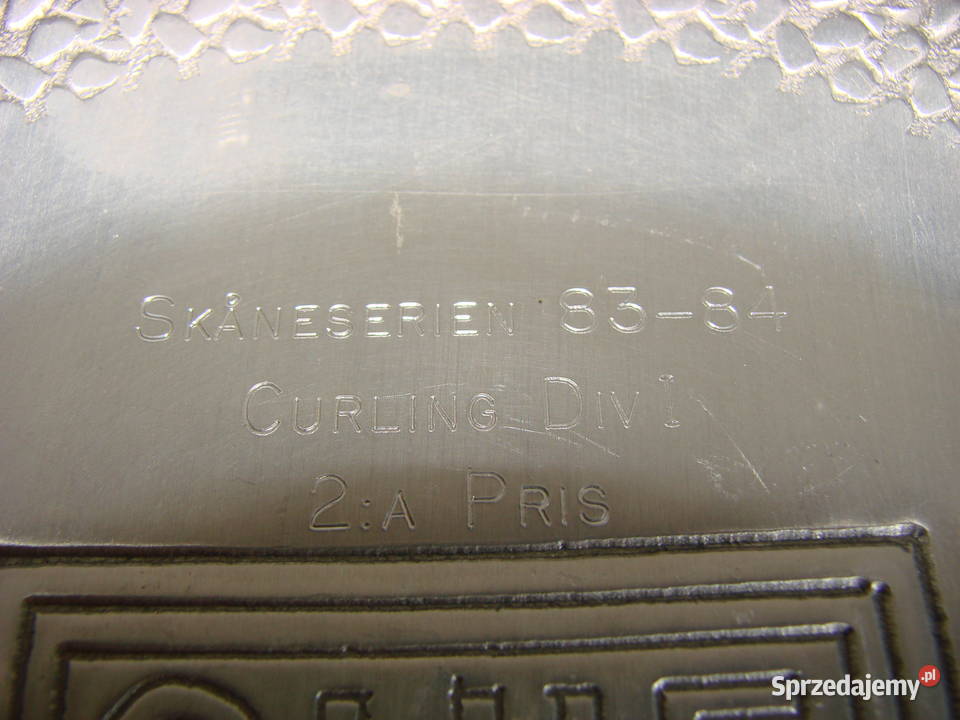 SKÅNESERIEN 83-84
CURLING DIV 1
2:A PRIS
Sprzedajemy.pl